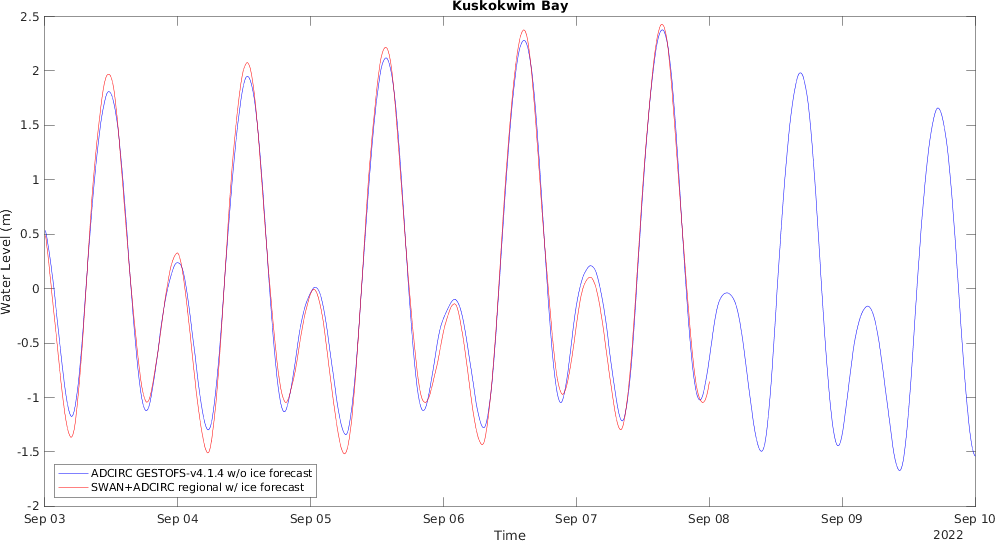 Kuskokwim Bay
2.5
2
1.5
1
0.5
0
-0.5
-1
-1.5
-2
Water Level (m)
ADCIRC GESTOFS-v4.1.4 w/o ice forecast
SWAN+ADCIRC regional w/ ice forecast
Sep 03 Sep 04 Sep 05 Sep 06 Sep 07 Sep 08 Sep 09 Sep 10
Time
2022